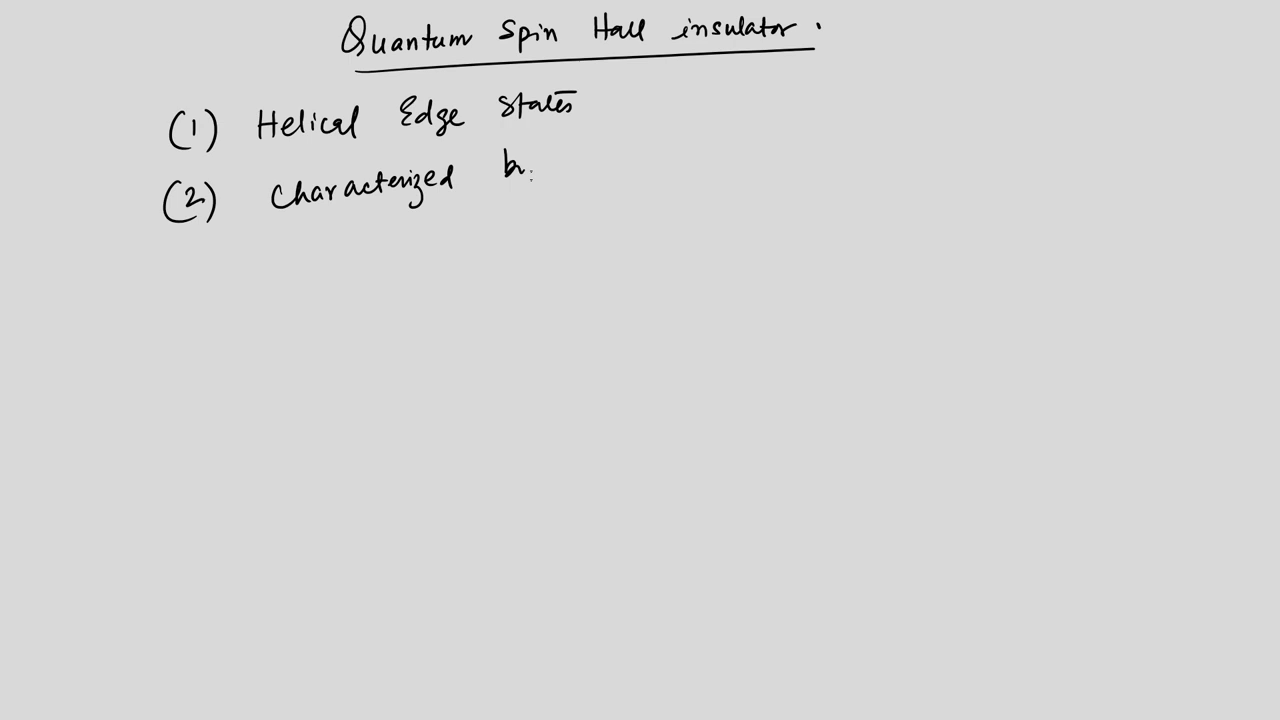 Quantum Spin Hall insulator.
(1) Helical Edge States
(2) Characterized